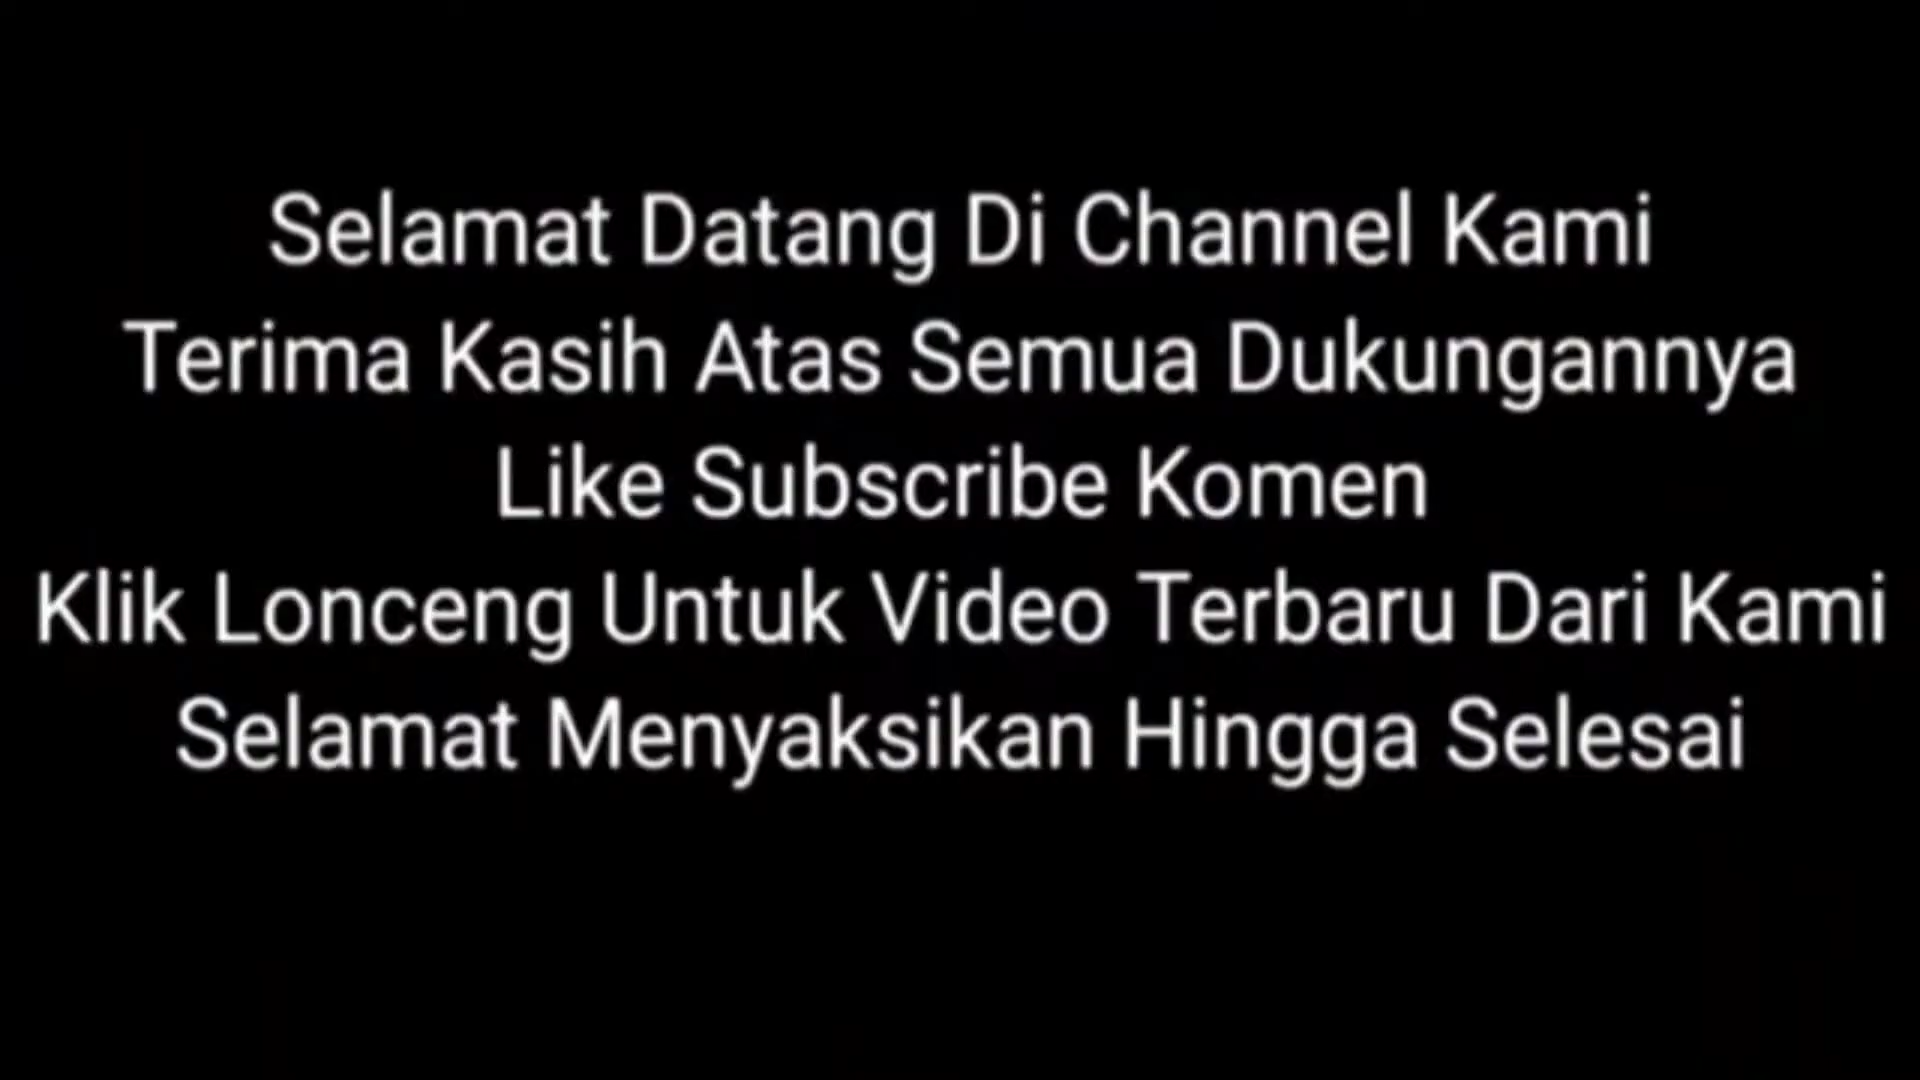 Selamat Datang Di Channel Kami
Terima Kasih Atas Semua Dukungannya
Like Subscribe Komen
Klik Lonceng Untuk Video Terbaru Dari Kami
Selamat Menyaksikan Hingga Selesai